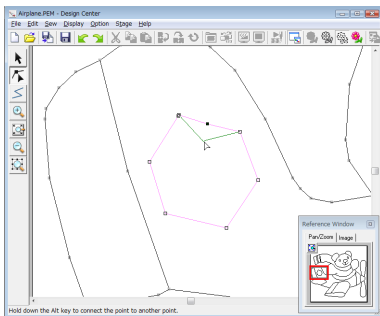 Airplane.PEM - Design Center
File Edit Sew Display Option Stage Help
Reference Window
Pan/Zoom Image
Hold down the Alt key to connect the point to another point.